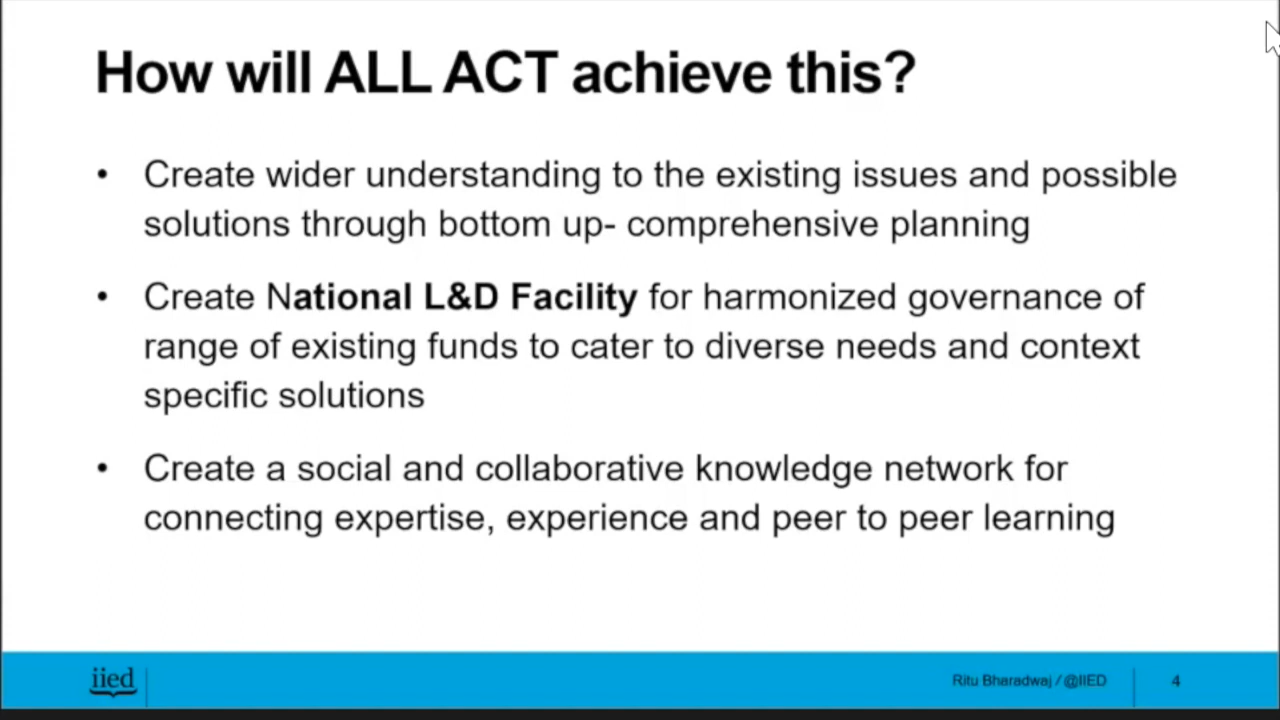 How will ALL ACT achieve this?
• Create wider understanding to the existing issues and possible
solutions through bottom up- comprehensive planning
• Create National L&D Facility for harmonized governance of
range of existing funds to cater to diverse needs and context
specific solutions
• Create a social and collaborative knowledge network for
connecting expertise, experience and peer to peer learning
iied
Ritu Bharadwaj / @IIED
4